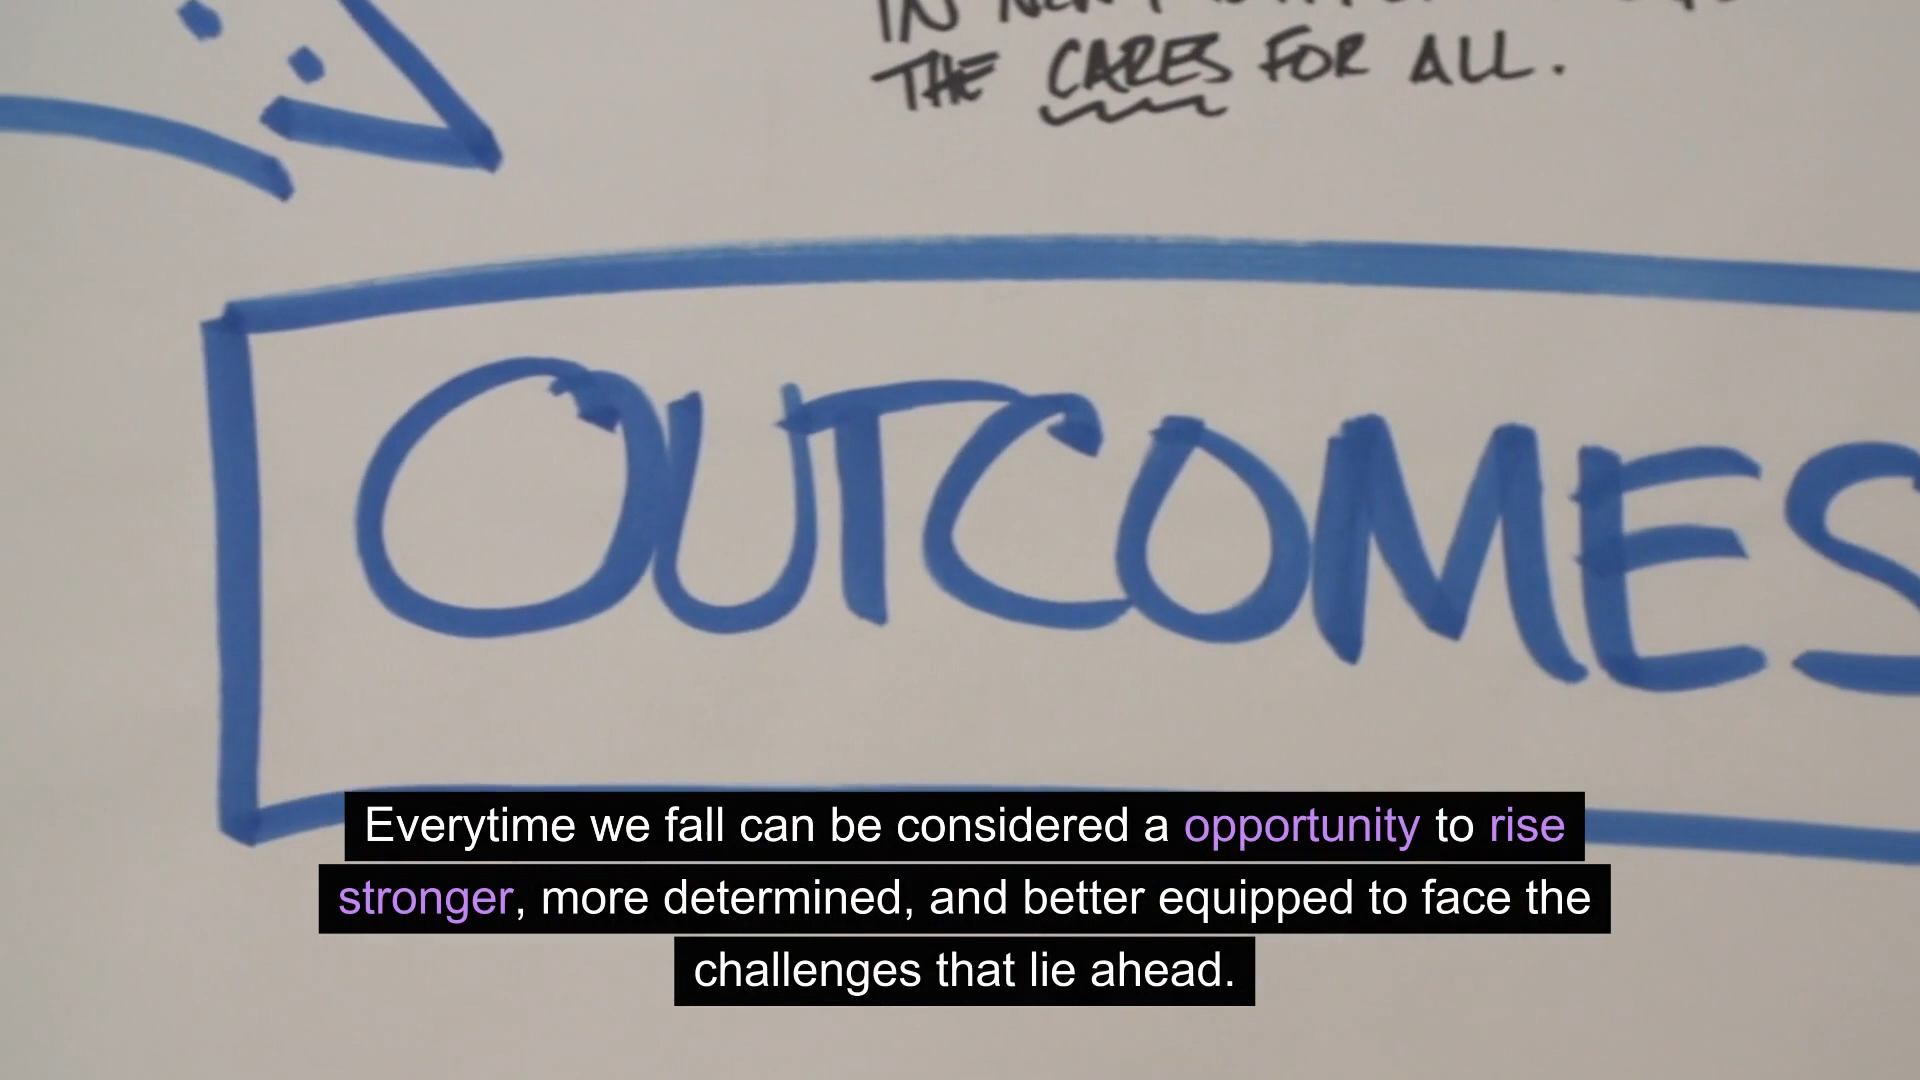 IN
THE CARES FOR ALL.
OUTCOMES
Everytime we fall can be considered a opportunity to rise
stronger, more determined, and better equipped to face the
challenges that lie ahead.